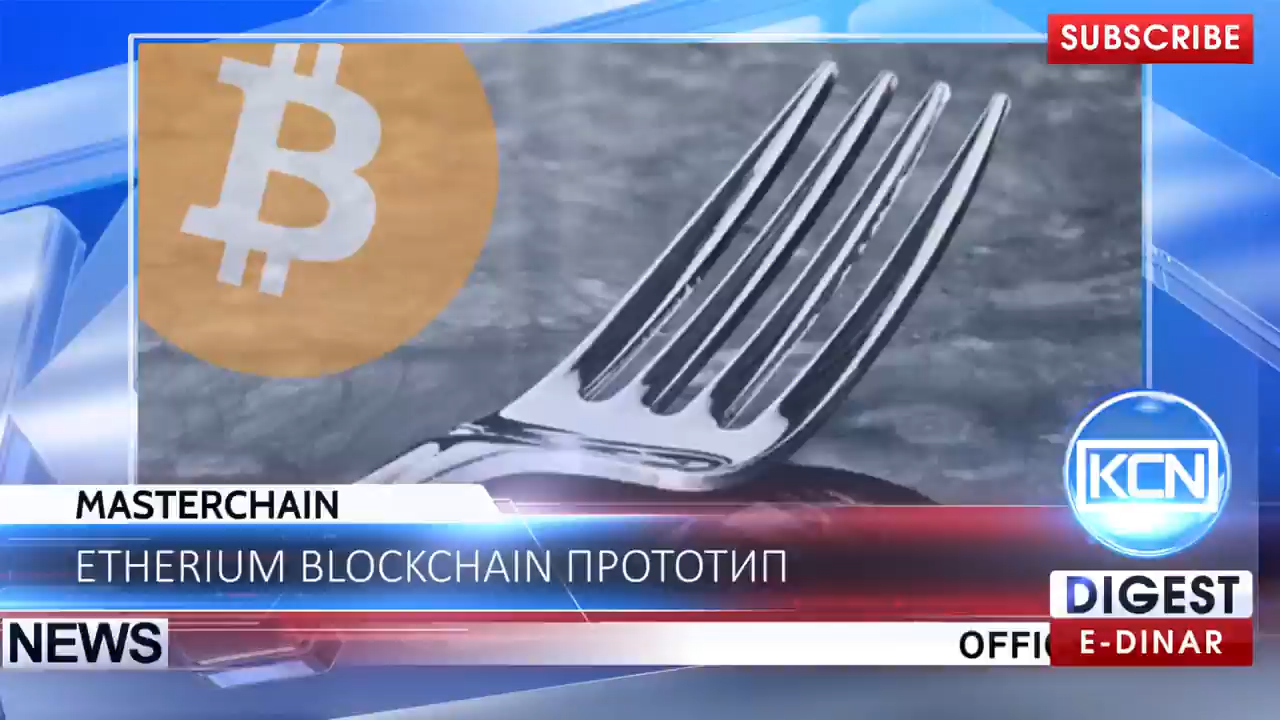 SUBSCRIBE
KCN
MASTERCHAIN
ETHERIUM BLOCKCHAIN ПРОТОТИП
DIGEST
NEWS
E-DINAR